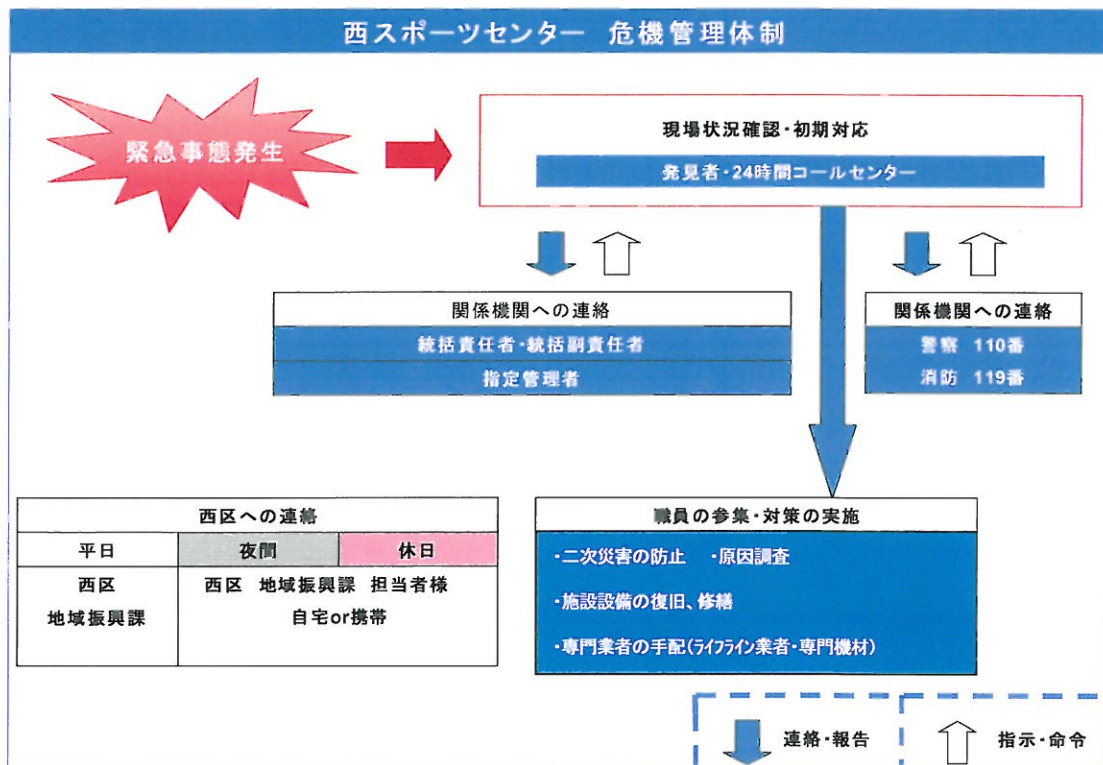 西スポーツセンター 危機管理体制
緊急事態発生
現場状況確認・初期対応
発見者・24時間コールセンター
関係機関への連絡
統括責任者・統括副責任者
指定管理者
関係機関への連絡
警察 110番
消防 119番
西区への連絡
平日 夜間 休日
西区
地域振興課
西区 地域振興課 担当者様
自宅or携帯
職員の参集・対策の実施
・二次災害の防止 ・原因調査
・施設設備の復旧、修繕
・専門業者の手配(ライフライン業者・専門機材)
連絡・報告
指示・命令